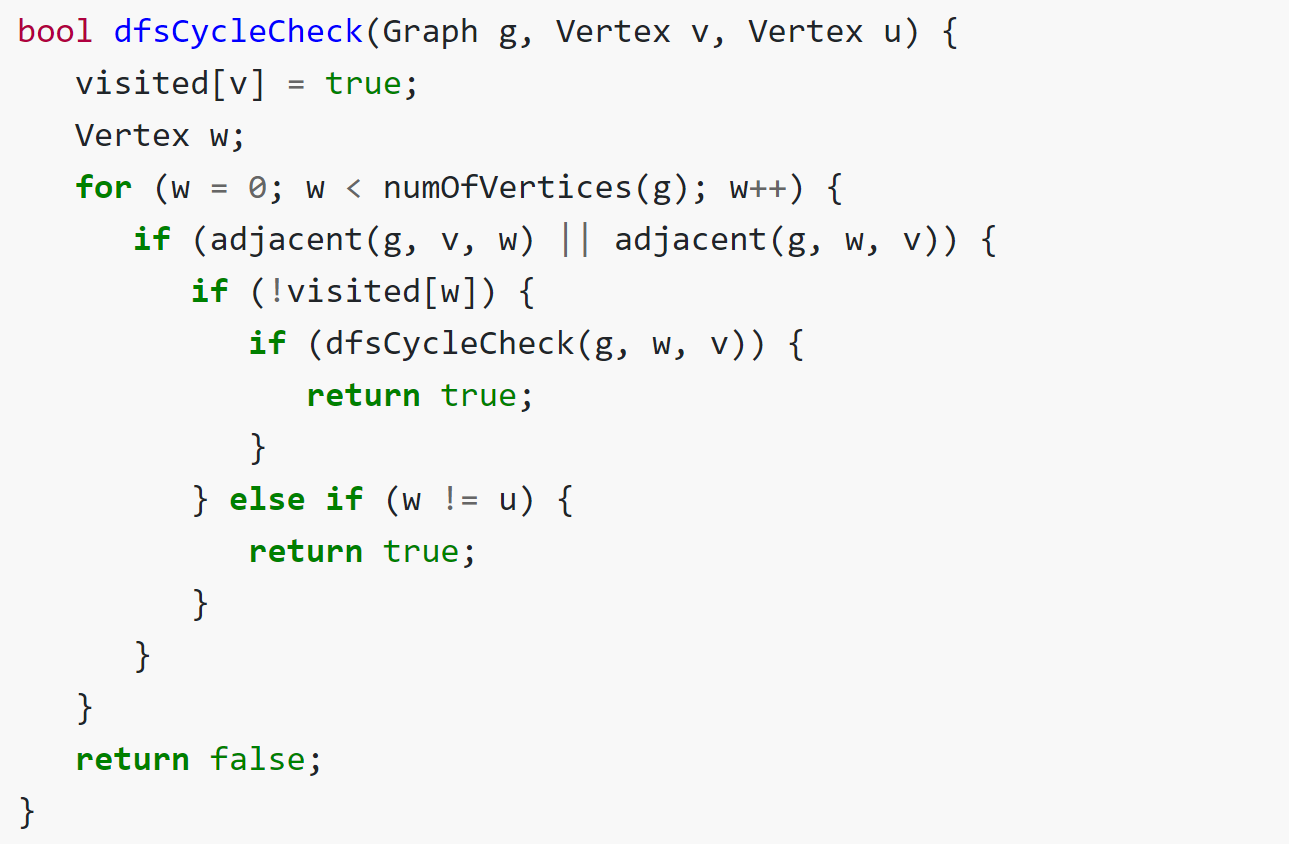 bool dfsCycleCheck(Graph g, Vertex v, Vertex u) {
   visited[v] = true;
   Vertex w;
   for (w = 0; w < numOfVertices(g); w++) {
      if (adjacent(g, v, w) || adjacent(g, w, v)) {
         if (!visited[w]) {
            if (dfsCycleCheck(g, w, v)) {
               return true;
            }
         } else if (w != u) {
            return true;
         }
      }
   }
   return false;
}